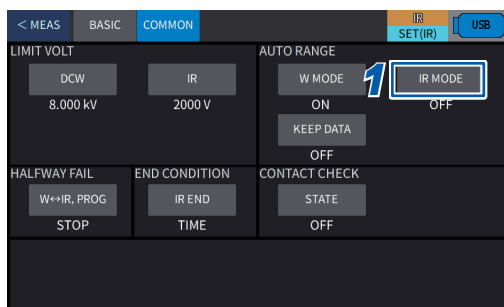 < MEAS BASIC COMMON IR SET(IR) USB
LIMIT VOLT
DCW IR
8.000 kV 2000 V
AUTO RANGE
W MODE 1 IR MODE
ON OFF
KEEP DATA
OFF
HALFWAY FAIL
W↔IR, PROG
STOP
END CONDITION
IR END
TIME
CONTACT CHECK
STATE
OFF